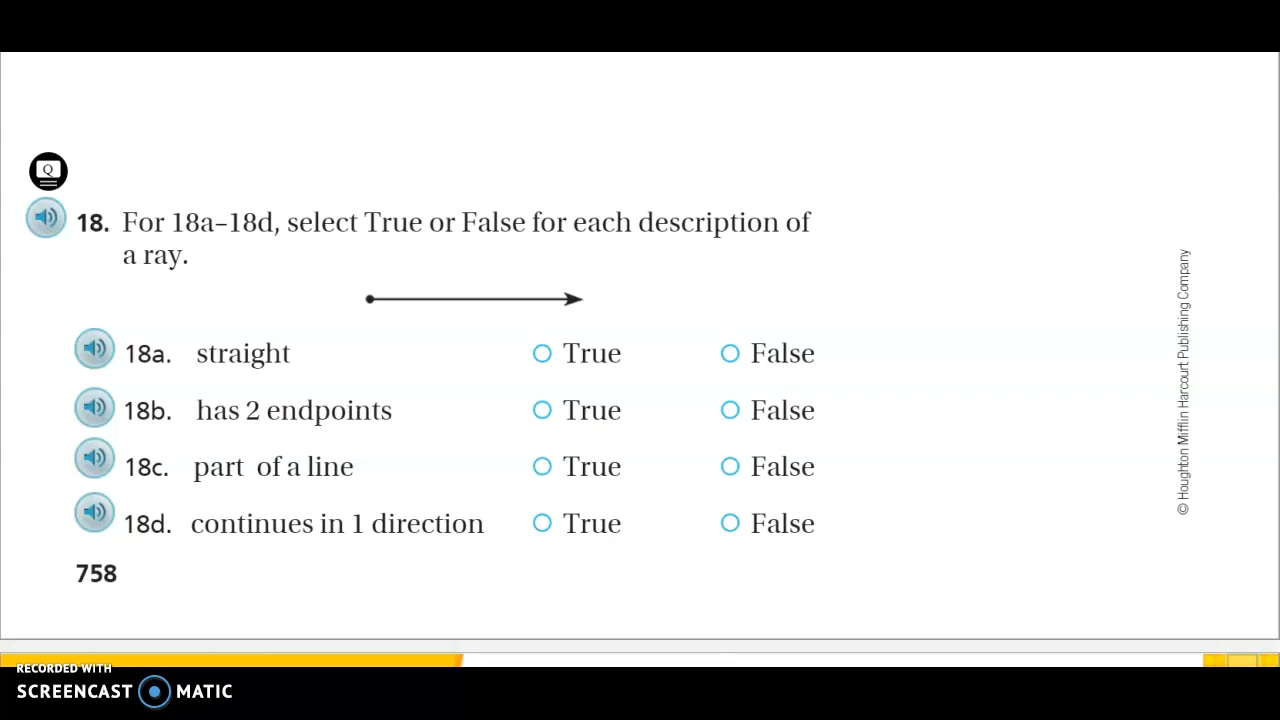 Q
18. For 18a–18d, select True or False for each description of
a ray.
18a. straight True False
18b. has 2 endpoints True False
18c. part of a line True False
18d. continues in 1 direction True False
758
© Houghton Mifflin Harcourt Publishing Company
RECORDED WITH
SCREENCAST MATIC